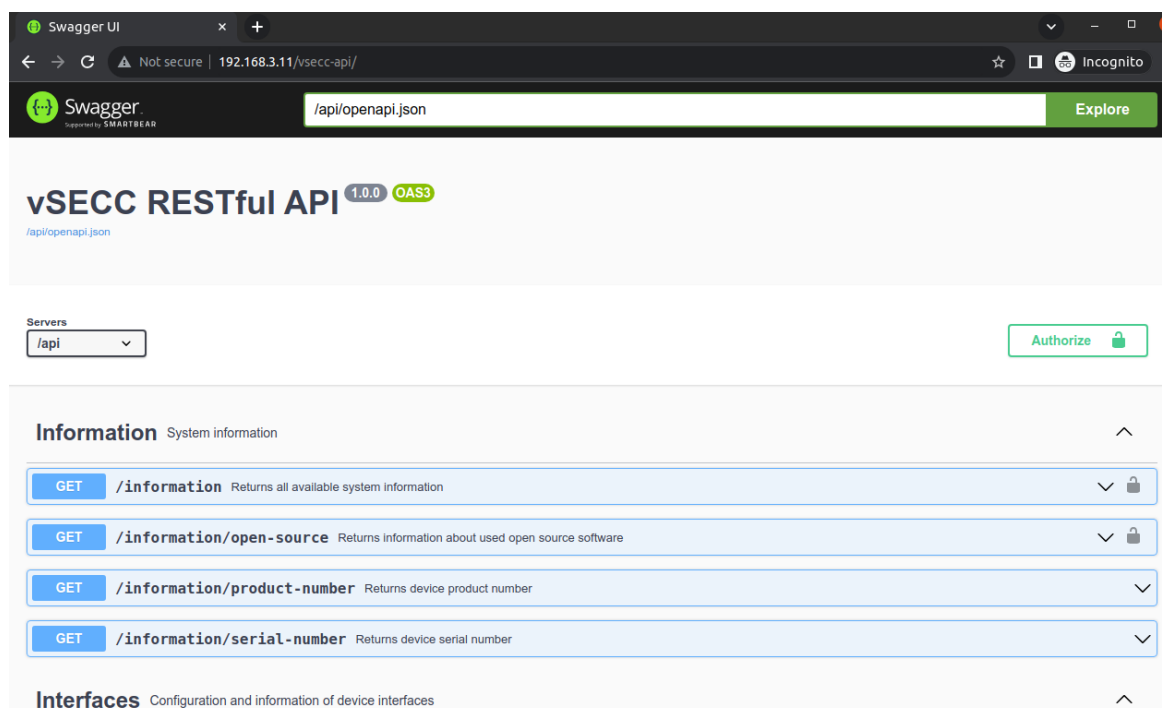 Swagger UI
Not secure | 192.168.3.11/vsecc-api/
Incognito
Swagger.
Supported by SMARTBEAR
/api/openapi.json
Explore
vSECC RESTful API 1.0.0 OAS3
/api/openapi.json
Servers
/api
Authorize
Information System information
GET /information Returns all available system information
GET /information/open-source Returns information about used open source software
GET /information/product-number Returns device product number
GET /information/serial-number Returns device serial number
Interfaces Configuration and information of device interfaces